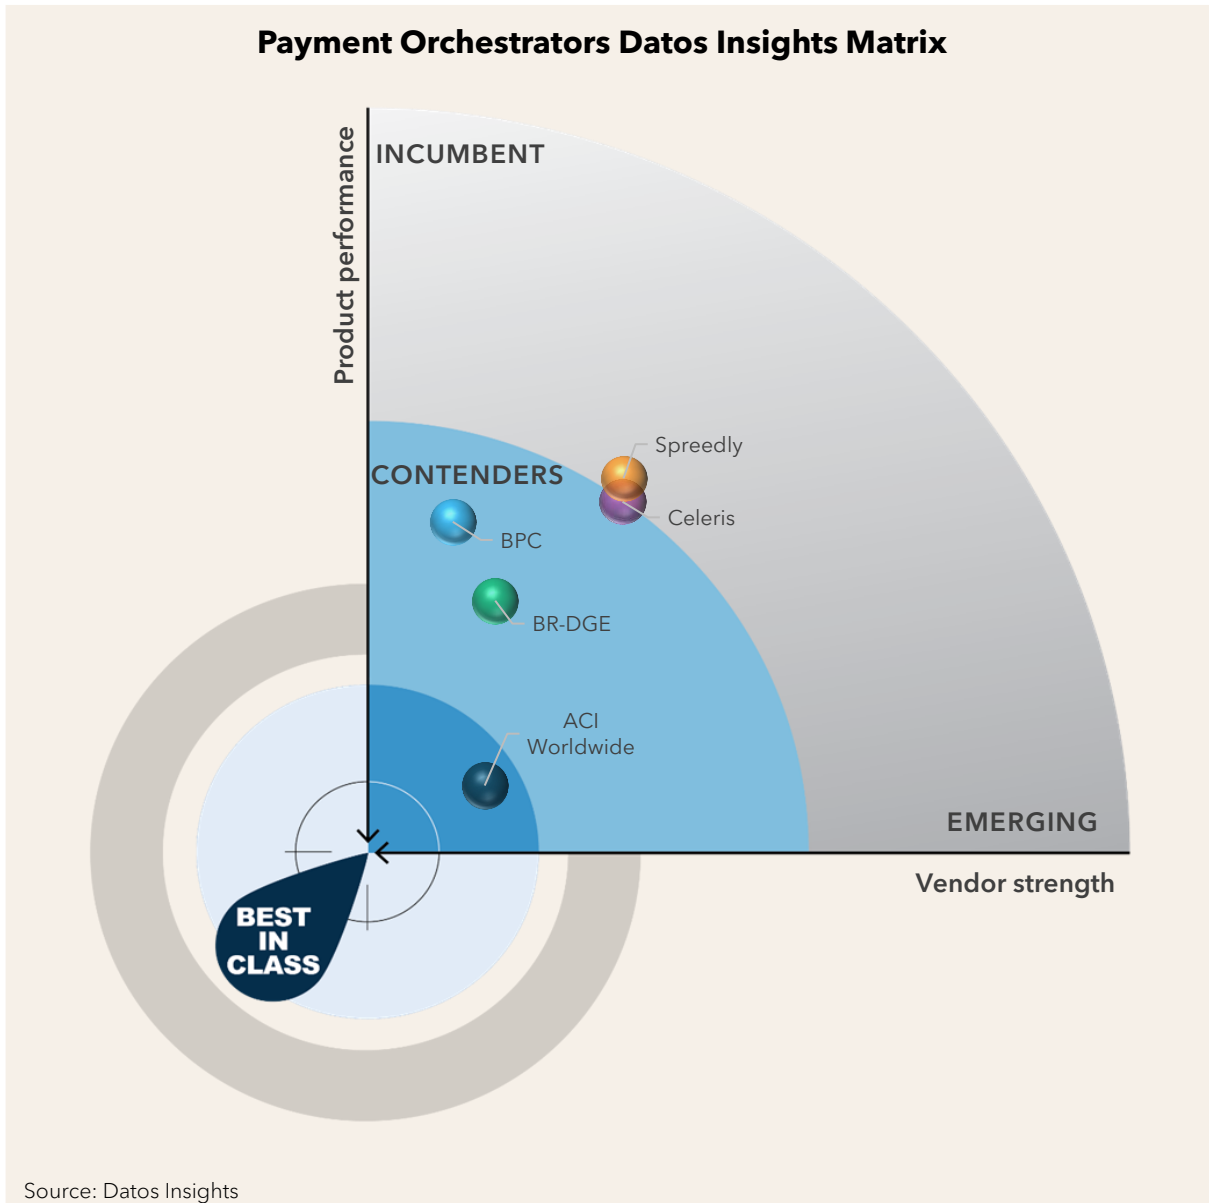 Payment Orchestrators Datos Insights Matrix
Product performance
INCUMBENT
Spreedly
CONTENDERS
Celeris
BPC
BR-DGE
ACI
Worldwide
EMERGING
Vendor strength
BEST
IN
CLASS
Source: Datos Insights